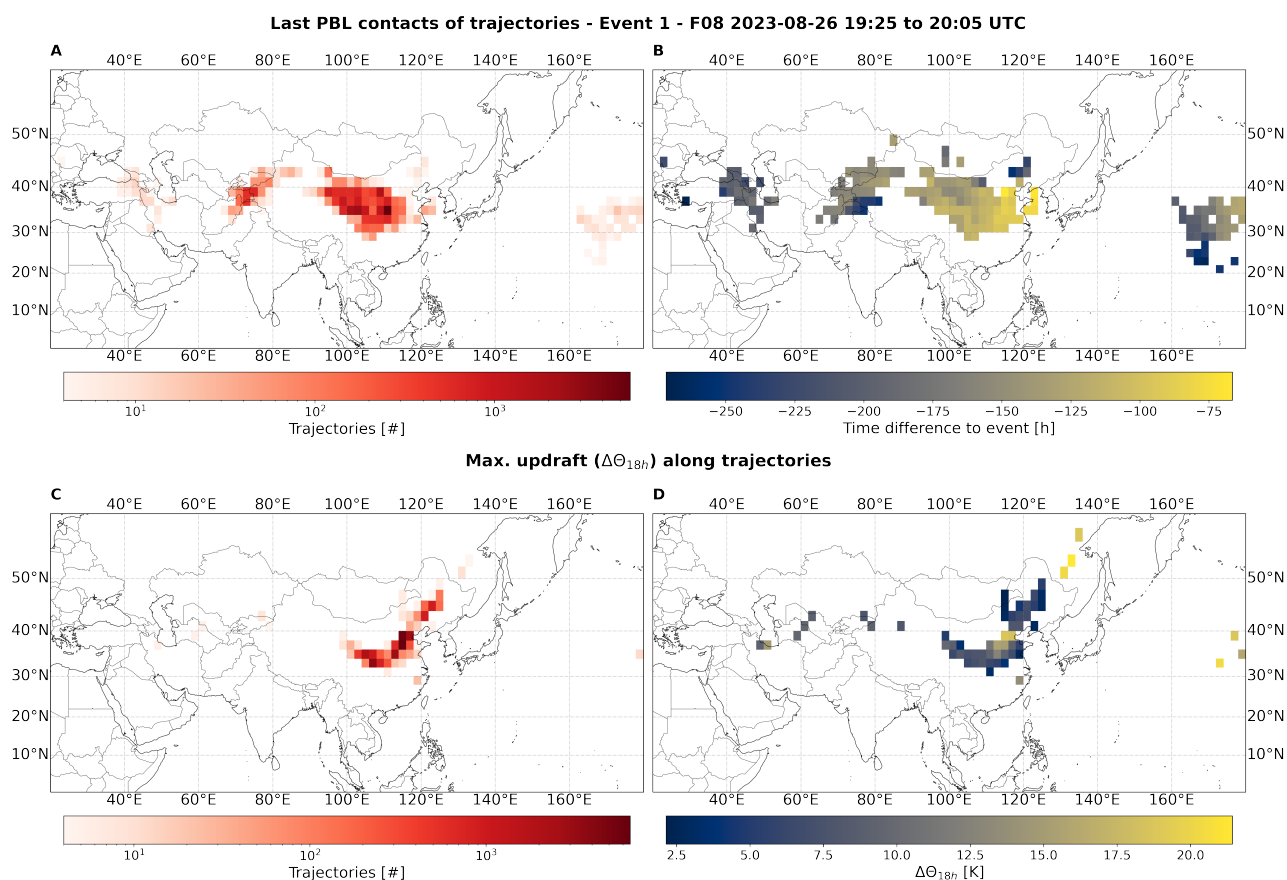 Last PBL contacts of trajectories - Event 1 - F08 2023-08-26 19:25 to 20:05 UTC
A
B
40°E 60°E 80°E 100°E 120°E 140°E 160°E 40°E 60°E 80°E 100°E 120°E 140°E 160°E
50°N 50°N
40°N 40°N
30°N 30°N
20°N 20°N
10°N 10°N
40°E 60°E 80°E 100°E 120°E 140°E 160°E 40°E 60°E 80°E 100°E 120°E 140°E 160°E
10¹ 10² 10³
Trajectories [#]
−250 −225 −200 −175 −150 −125 −100 −75
Time difference to event [h]
Max. updraft (ΔΘ₁₈ₕ) along trajectories
C
D
40°E 60°E 80°E 100°E 120°E 140°E 160°E 40°E 60°E 80°E 100°E 120°E 140°E 160°E
50°N 50°N
40°N 40°N
30°N 30°N
20°N 20°N
10°N 10°N
40°E 60°E 80°E 100°E 120°E 140°E 160°E 40°E 60°E 80°E 100°E 120°E 140°E 160°E
10¹ 10² 10³
Trajectories [#]
2.5 5.0 7.5 10.0 12.5 15.0 17.5 20.0
ΔΘ₁₈ₕ [K]